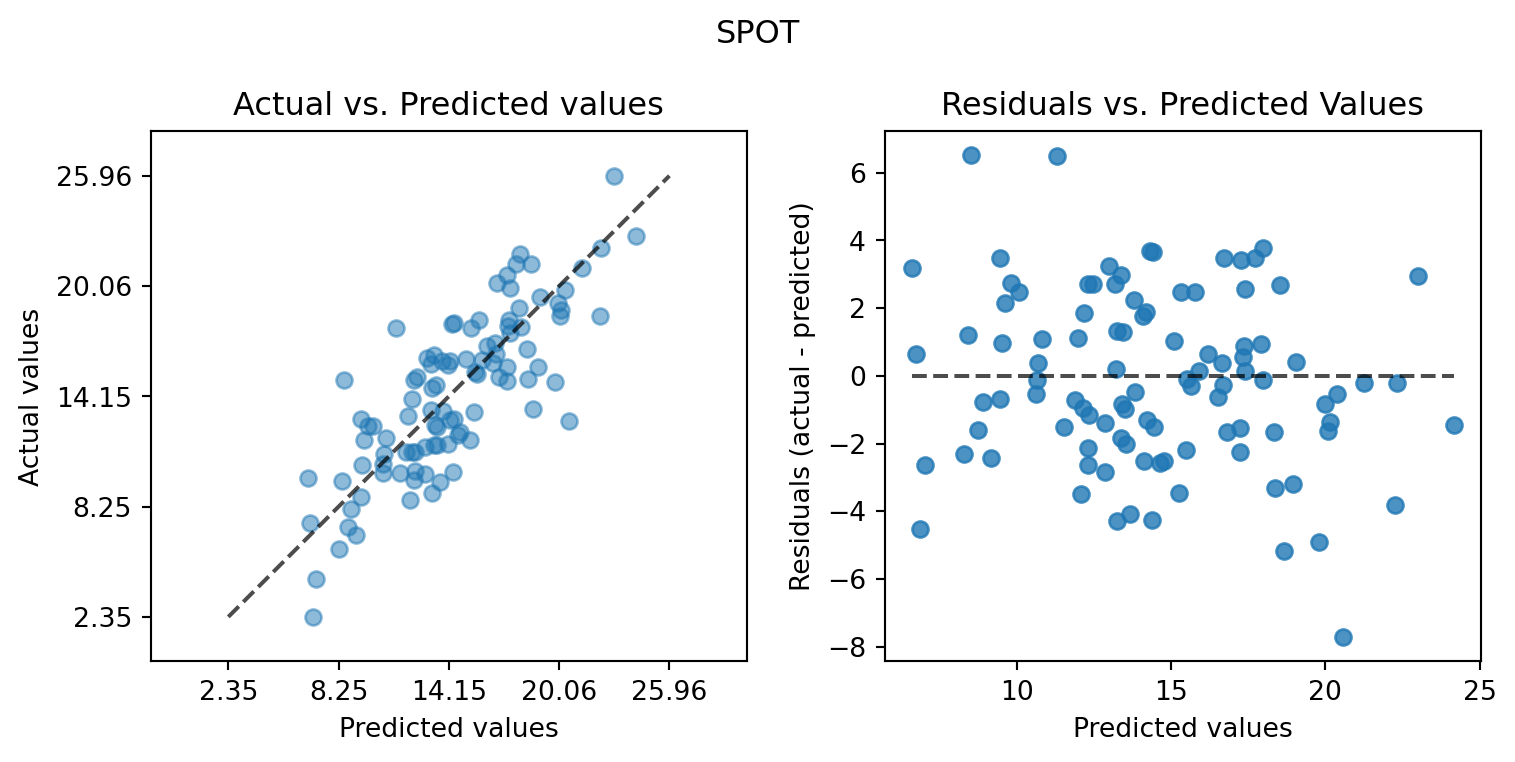 SPOT
Actual vs. Predicted values
Actual values
25.96
20.06
14.15
8.25
2.35
2.35 8.25 14.15 20.06 25.96
Predicted values
Residuals vs. Predicted Values
Residuals (actual - predicted)
6
4
2
0
−2
−4
−6
−8
10 15 20 25
Predicted values